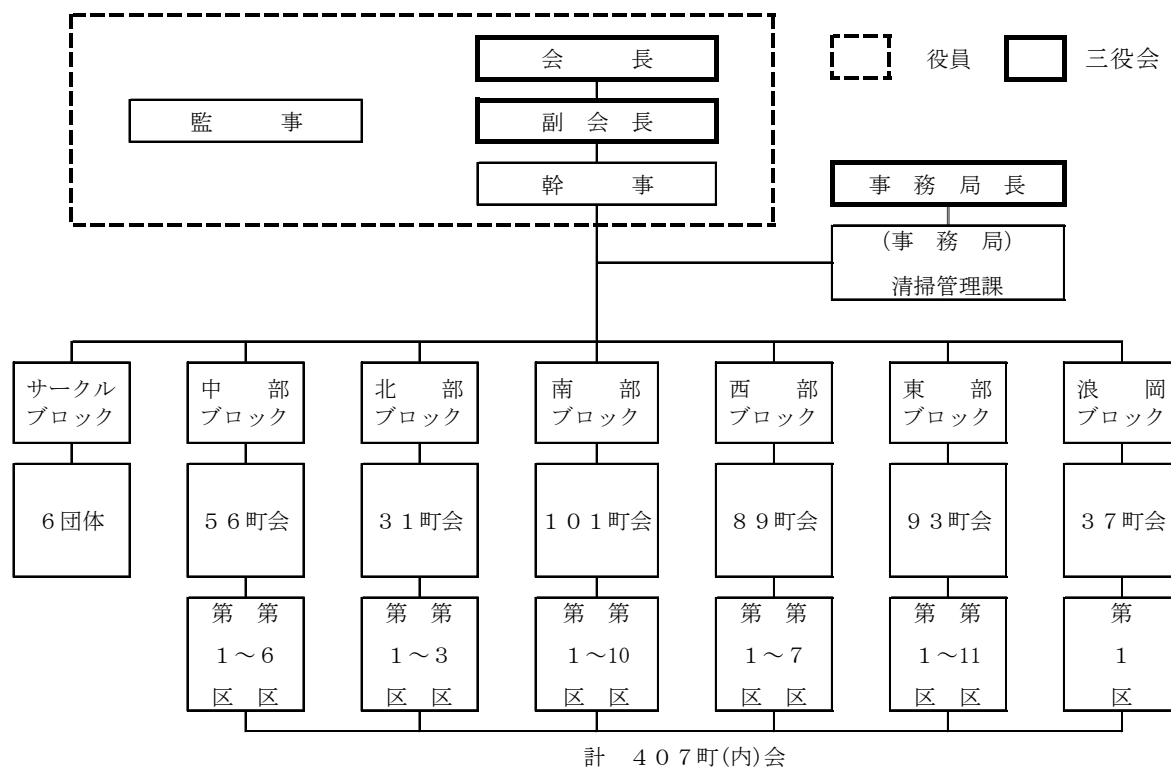 会　　長
役員
三役会
監　　事
副　会　長
幹　　事
事　務　局　長
(事　務　局)
清掃管理課
サークル
ブロック
中　　部
ブロック
北　　部
ブロック
南　　部
ブロック
西　　部
ブロック
東　　部
ブロック
浪　　岡
ブロック
６団体
５６町会
３１町会
１０１町会
８９町会
９３町会
３７町会
第　第
１～６
区　区
第　第
１～３
区　区
第　第
１～10
区　区
第　第
１～７
区　区
第　第
１～11
区　区
第
１
区
計　４０７町(内)会